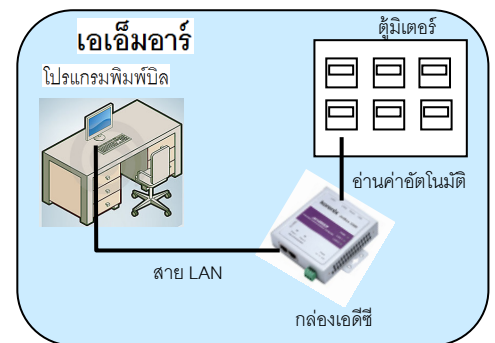 เอเอ็มอาร์
ตู้มิเตอร์
โปรแกรมพิมพ์บิล
อ่านค่าอัตโนมัติ
สาย LAN
กล่องเอดีซี